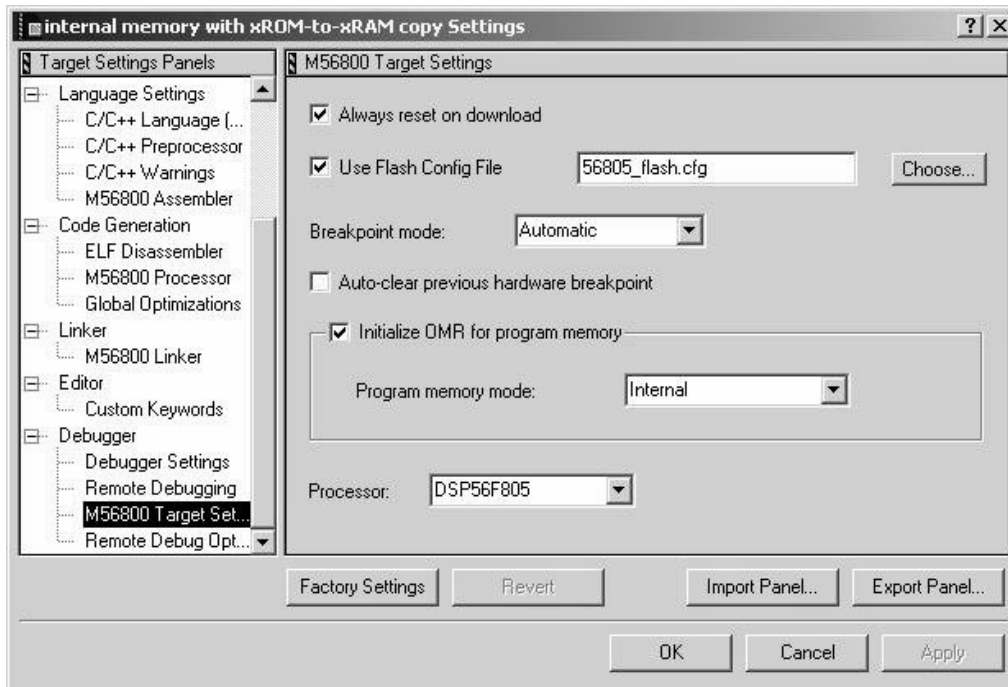 internal memory with xROM-to-xRAM copy Settings
Target Settings Panels
Language Settings
C/C++ Language (...
C/C++ Preprocessor
C/C++ Warnings
M56800 Assembler
Code Generation
ELF Disassembler
M56800 Processor
Global Optimizations
Linker
M56800 Linker
Editor
Custom Keywords
Debugger
Debugger Settings
Remote Debugging
M56800 Target Set...
Remote Debug Opt...
M56800 Target Settings
Always reset on download
Use Flash Config File 56805_flash.cfg Choose...
Breakpoint mode: Automatic
Auto-clear previous hardware breakpoint
Initialize OMR for program memory
Program memory mode: Internal
Processor: DSP56F805
Factory Settings Revert Import Panel... Export Panel...
OK Cancel Apply